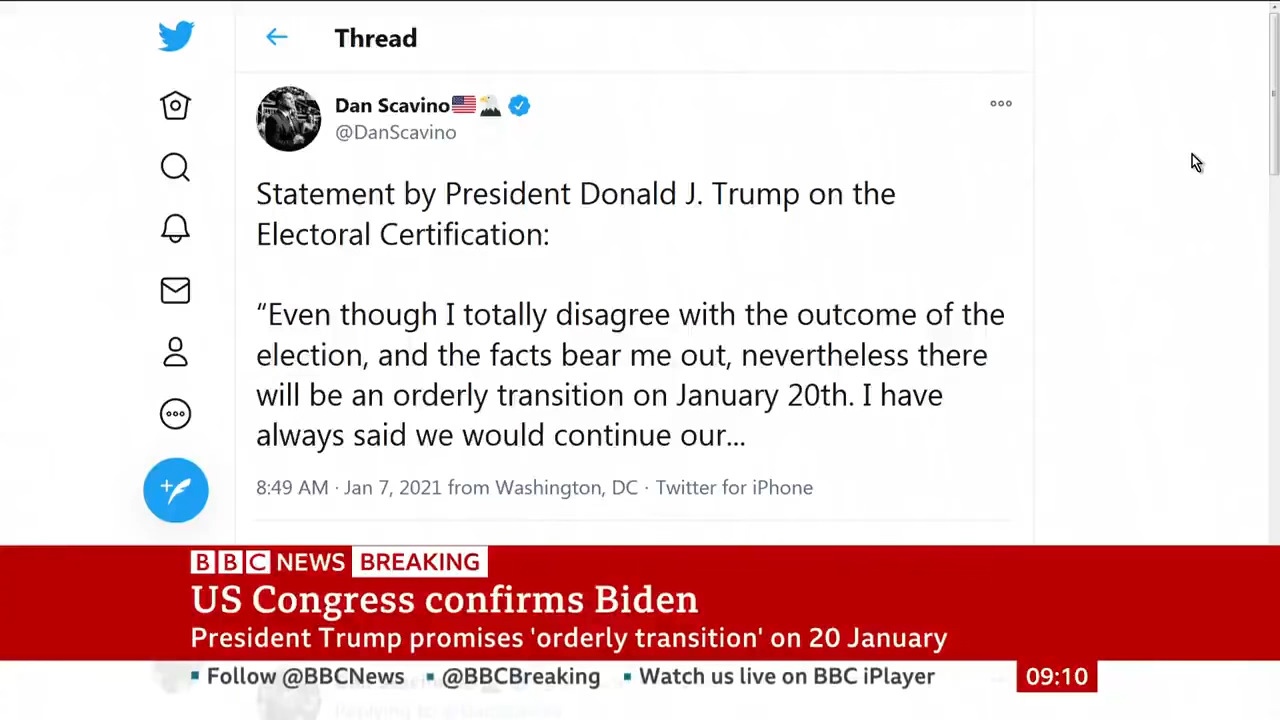 Thread
Dan Scavino🇺🇸🦅
@DanScavino
Statement by President Donald J. Trump on the
Electoral Certification:
“Even though I totally disagree with the outcome of the
election, and the facts bear me out, nevertheless there
will be an orderly transition on January 20th. I have
always said we would continue our...
8:49 AM · Jan 7, 2021 from Washington, DC · Twitter for iPhone
BBC NEWS BREAKING
US Congress confirms Biden
President Trump promises 'orderly transition' on 20 January
Follow @BBCNews ▪ @BBCBreaking ▪ Watch us live on BBC iPlayer
09:10